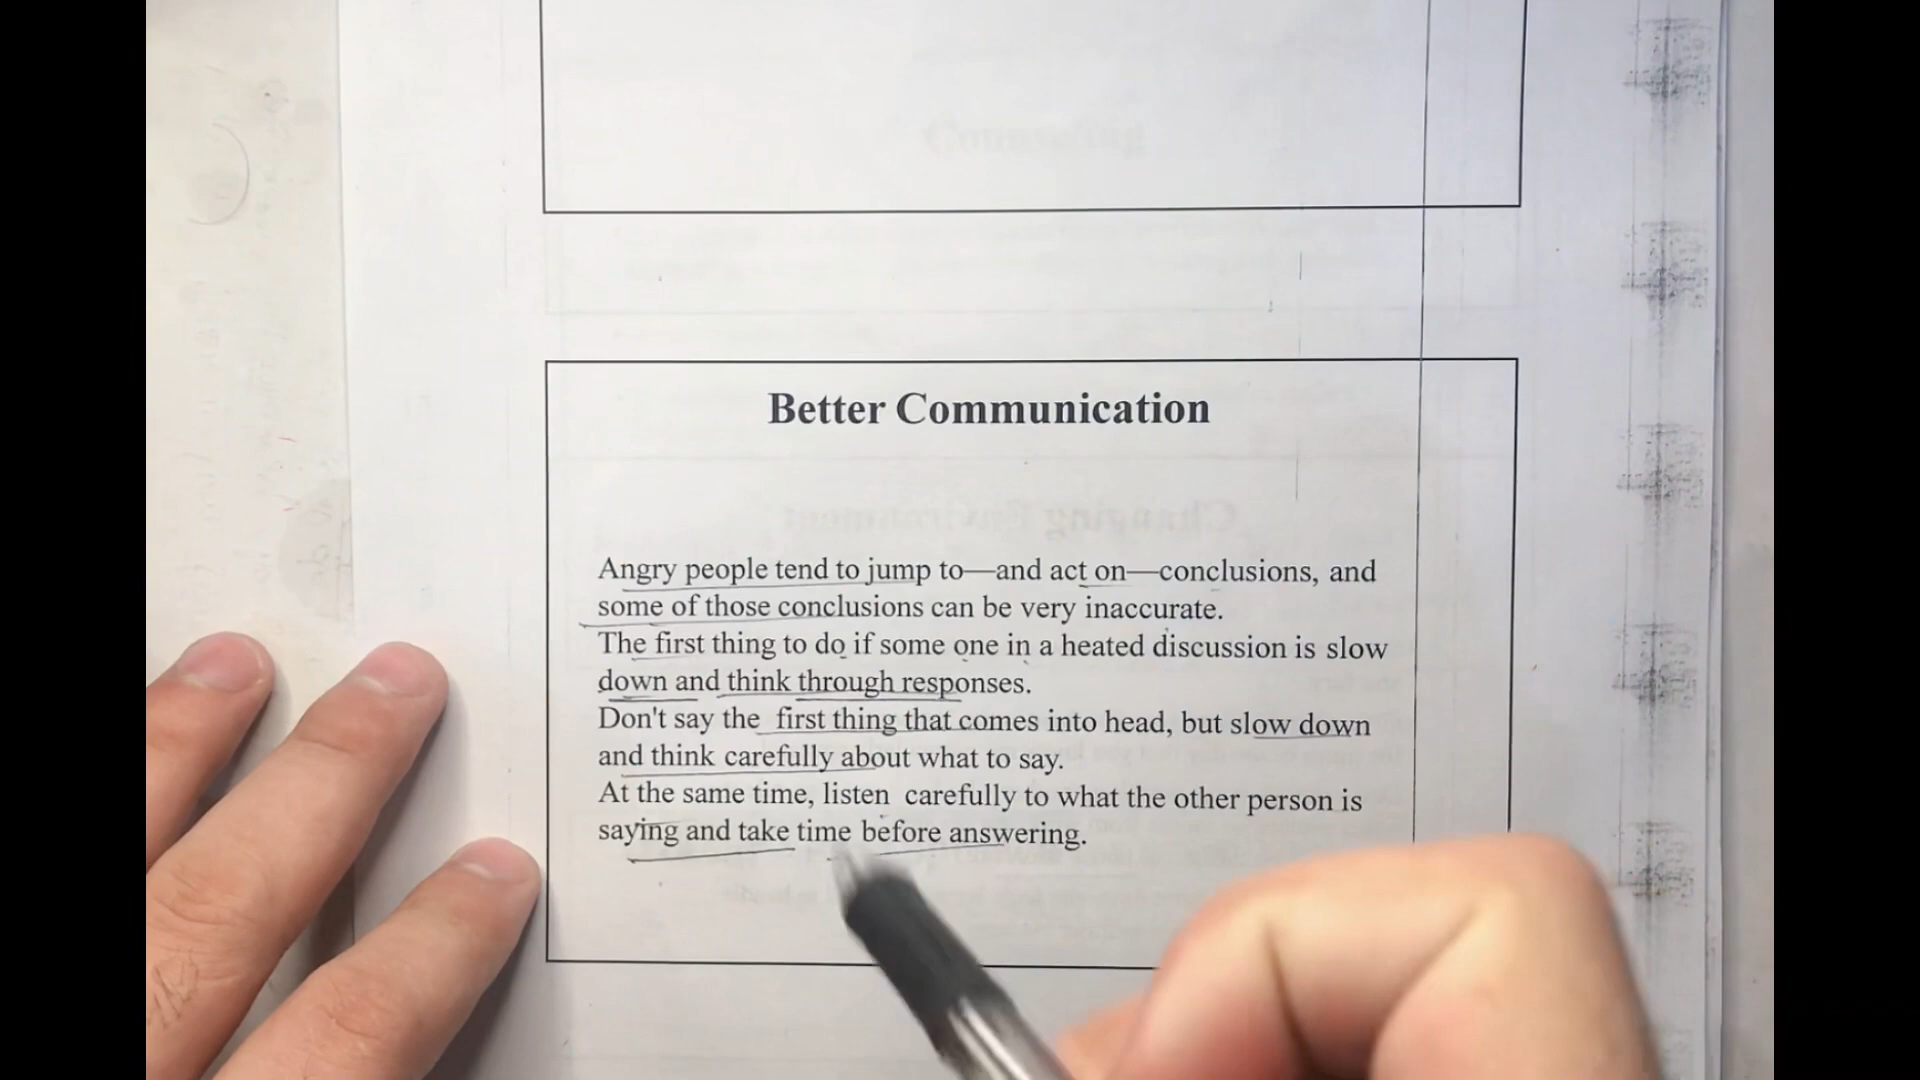 Counseling
Better Communication
Changing Environment
Angry people tend to jump to—and act on—conclusions, and
some of those conclusions can be very inaccurate.
The first thing to do if some one in a heated discussion is slow
down and think through responses.
Don't say the first thing that comes into head, but slow down
and think carefully about what to say.
At the same time, listen carefully to what the other person is
saying and take time before answering.